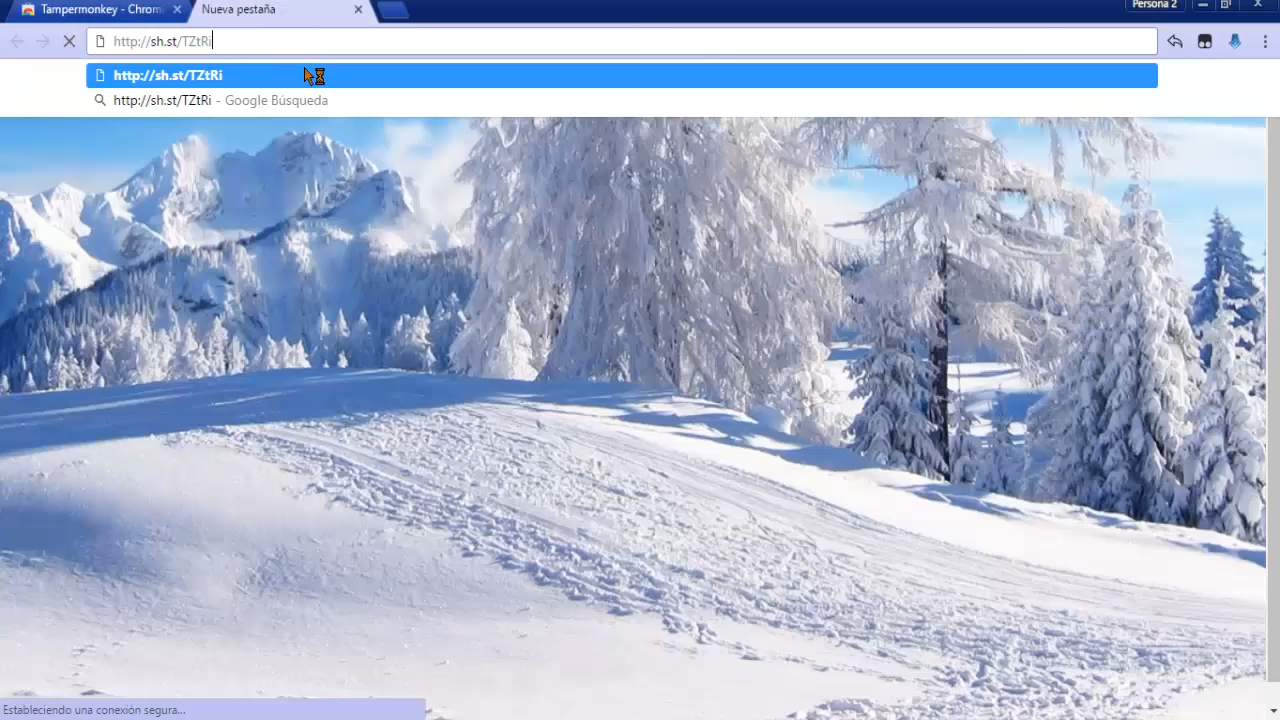 Tampermonkey - Chrom
Nueva pestaña
Persona 2
http://sh.st/TZtRi
http://sh.st/TZtRi
http://sh.st/TZtRi - Google Búsqueda
Estableciendo una conexión segura...